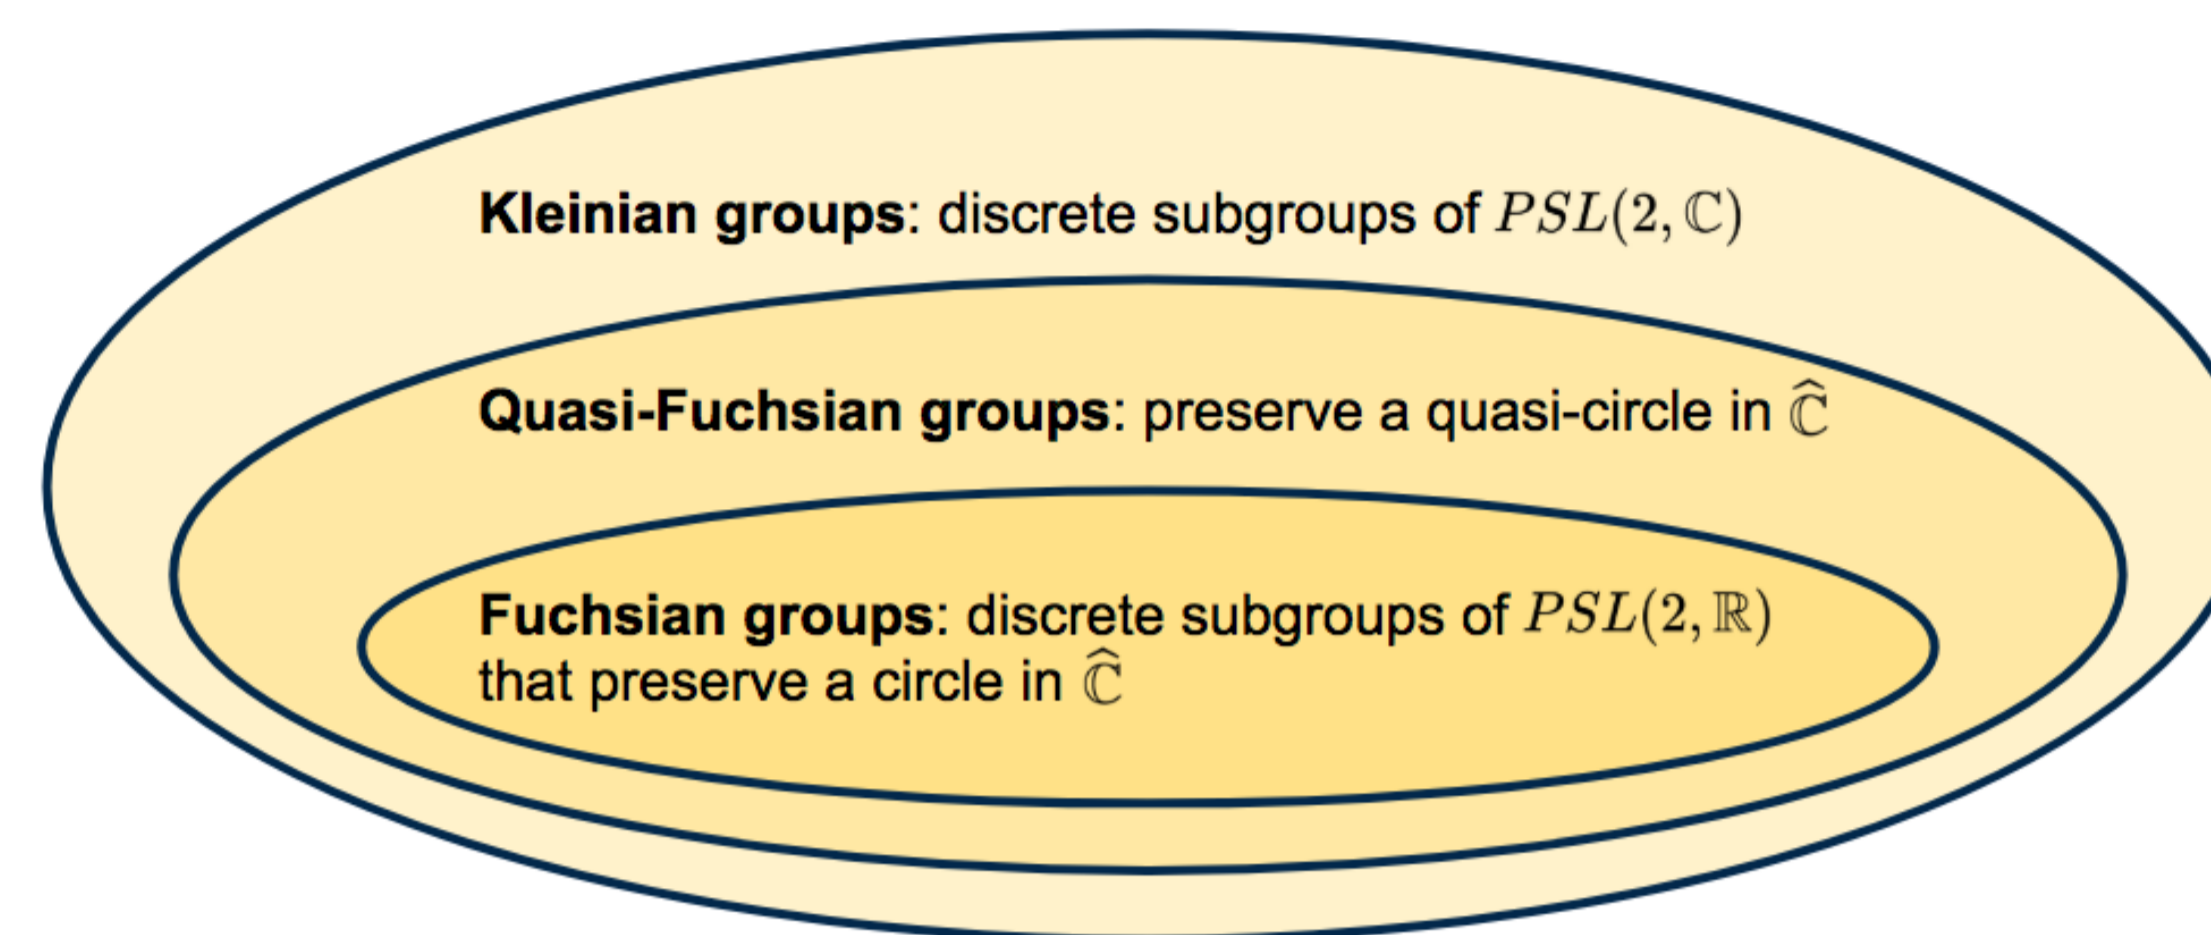 Kleinian groups: discrete subgroups of PSL(2, ℂ)
Quasi-Fuchsian groups: preserve a quasi-circle in ℂ̂
Fuchsian groups: discrete subgroups of PSL(2, ℝ)
that preserve a circle in ℂ̂